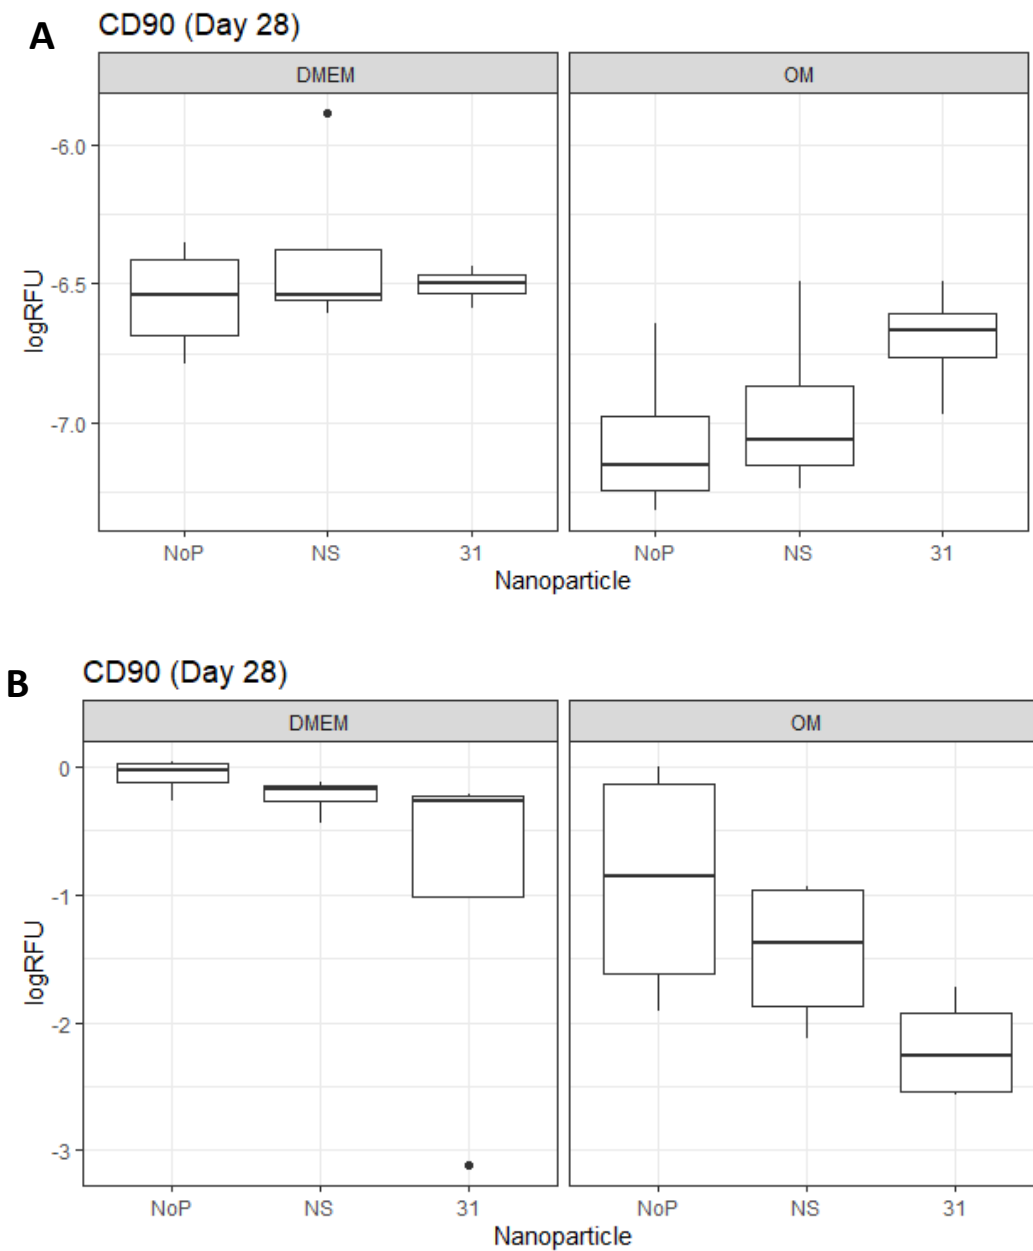 A
CD90 (Day 28)
DMEM
OM
logRFU
-6.0
-6.5
-7.0
NoP
NS
31
NoP
NS
31
Nanoparticle
B
CD90 (Day 28)
DMEM
OM
logRFU
0
-1
-2
-3
NoP
NS
31
NoP
NS
31
Nanoparticle